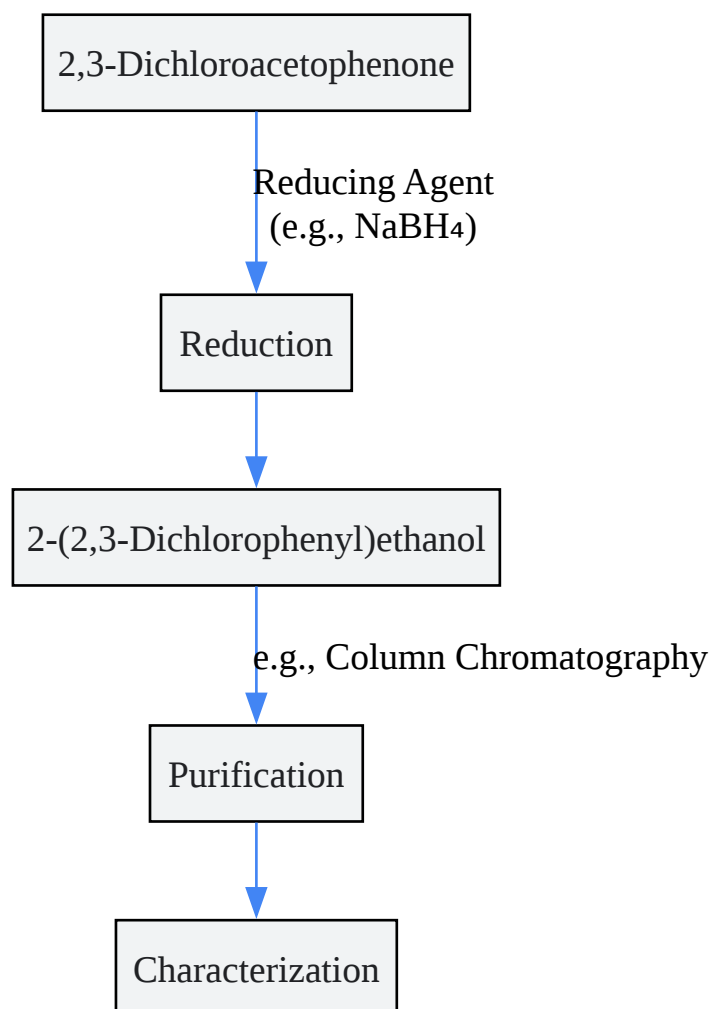 2,3-Dichloroacetophenone
Reducing Agent
(e.g., NaBH₄)
Reduction
2-(2,3-Dichlorophenyl)ethanol
e.g., Column Chromatography
Purification
Characterization